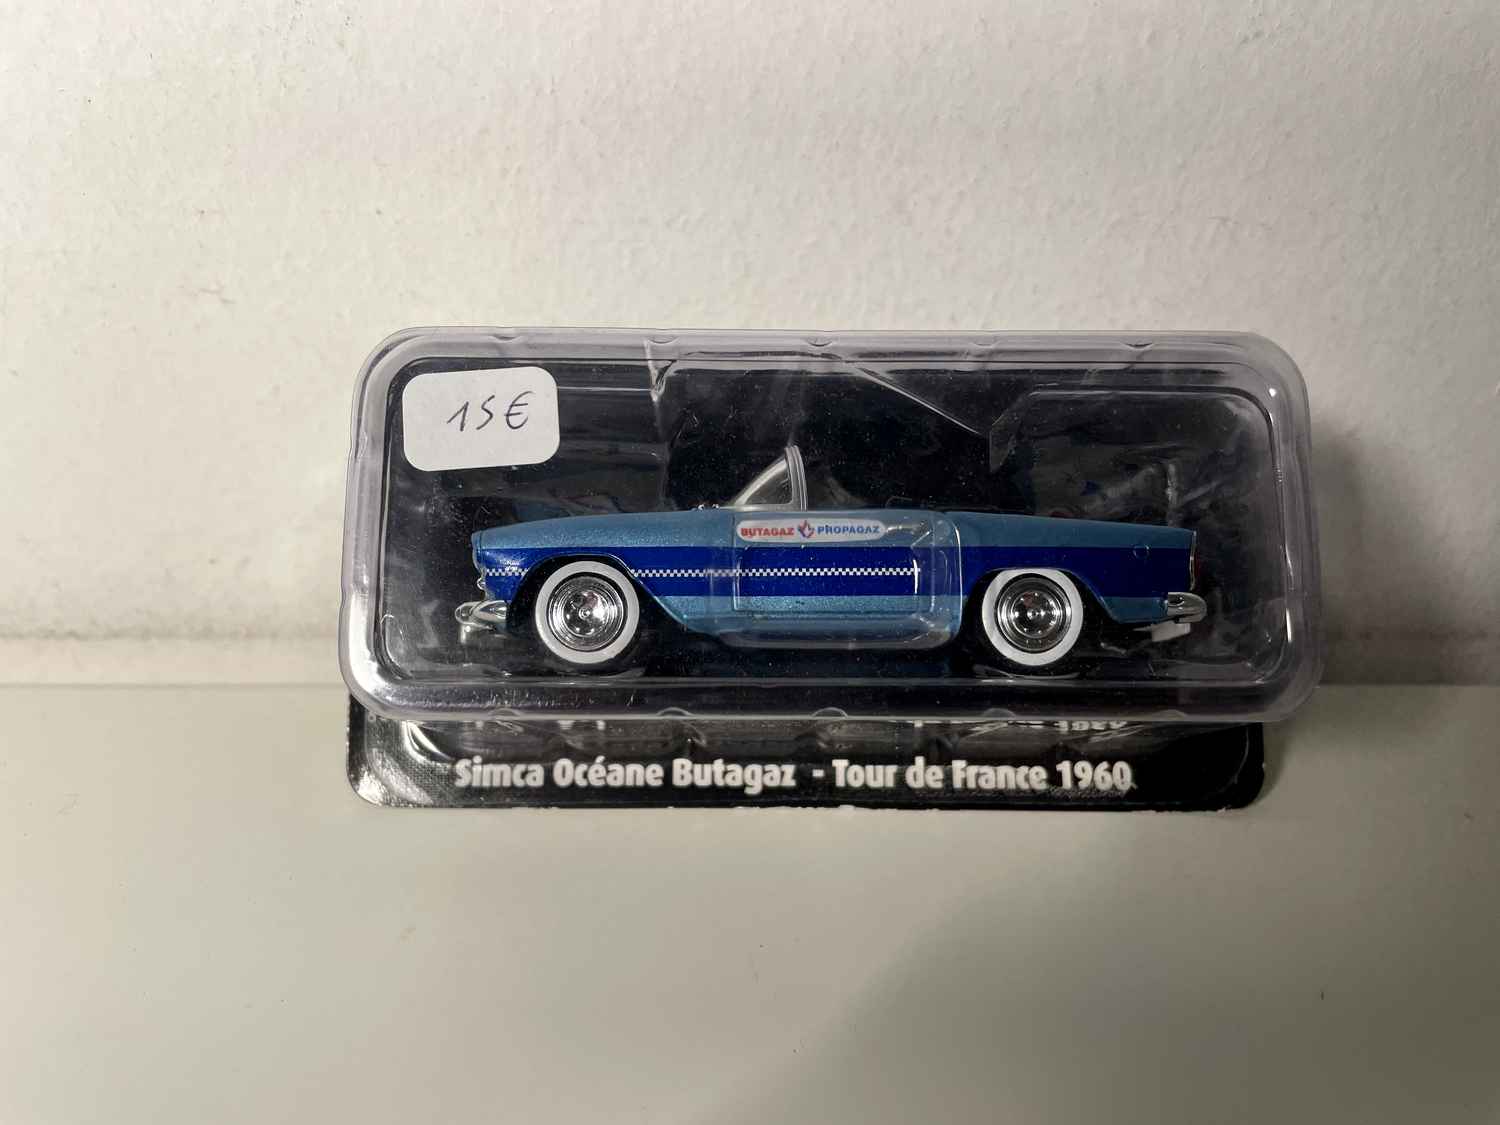 15€
BUTAGAZ PROPAGAZ
Simca Océane Butagaz - Tour de France 1960